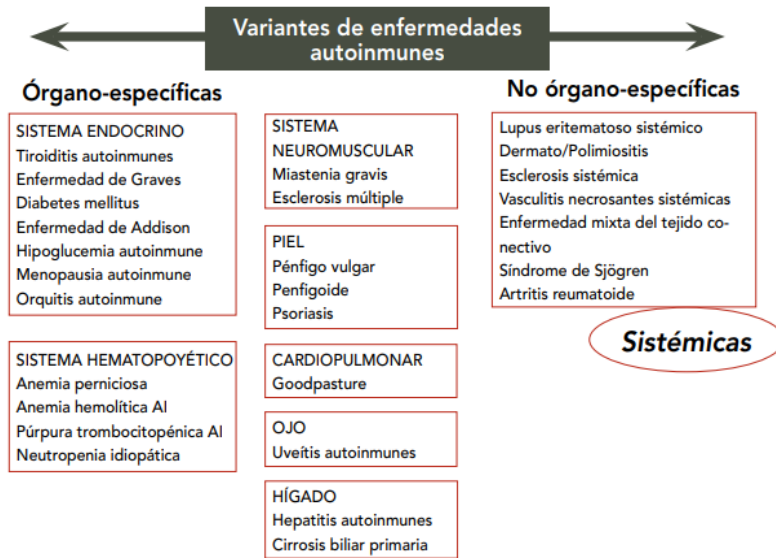 Variantes de enfermedades
autoinmunes
Órgano-específicas
SISTEMA ENDOCRINO
Tiroiditis autoinmunes
Enfermedad de Graves
Diabetes mellitus
Enfermedad de Addison
Hipoglucemia autoinmune
Menopausia autoinmune
Orquitis autoinmune
SISTEMA HEMATOPOYÉTICO
Anemia perniciosa
Anemia hemolítica AI
Púrpura trombocitopénica AI
Neutropenia idiopática
SISTEMA
NEUROMUSCULAR
Miastenia gravis
Esclerosis múltiple
PIEL
Pénfigo vulgar
Penfigoide
Psoriasis
CARDIOPULMONAR
Goodpasture
OJO
Uveítis autoinmunes
HÍGADO
Hepatitis autoinmunes
Cirrosis biliar primaria
No órgano-específicas
Lupus eritematoso sistémico
Dermato/Polimiositis
Esclerosis sistémica
Vasculitis necrosantes sistémicas
Enfermedad mixta del tejido co-
nectivo
Síndrome de Sjögren
Artritis reumatoide
Sistémicas